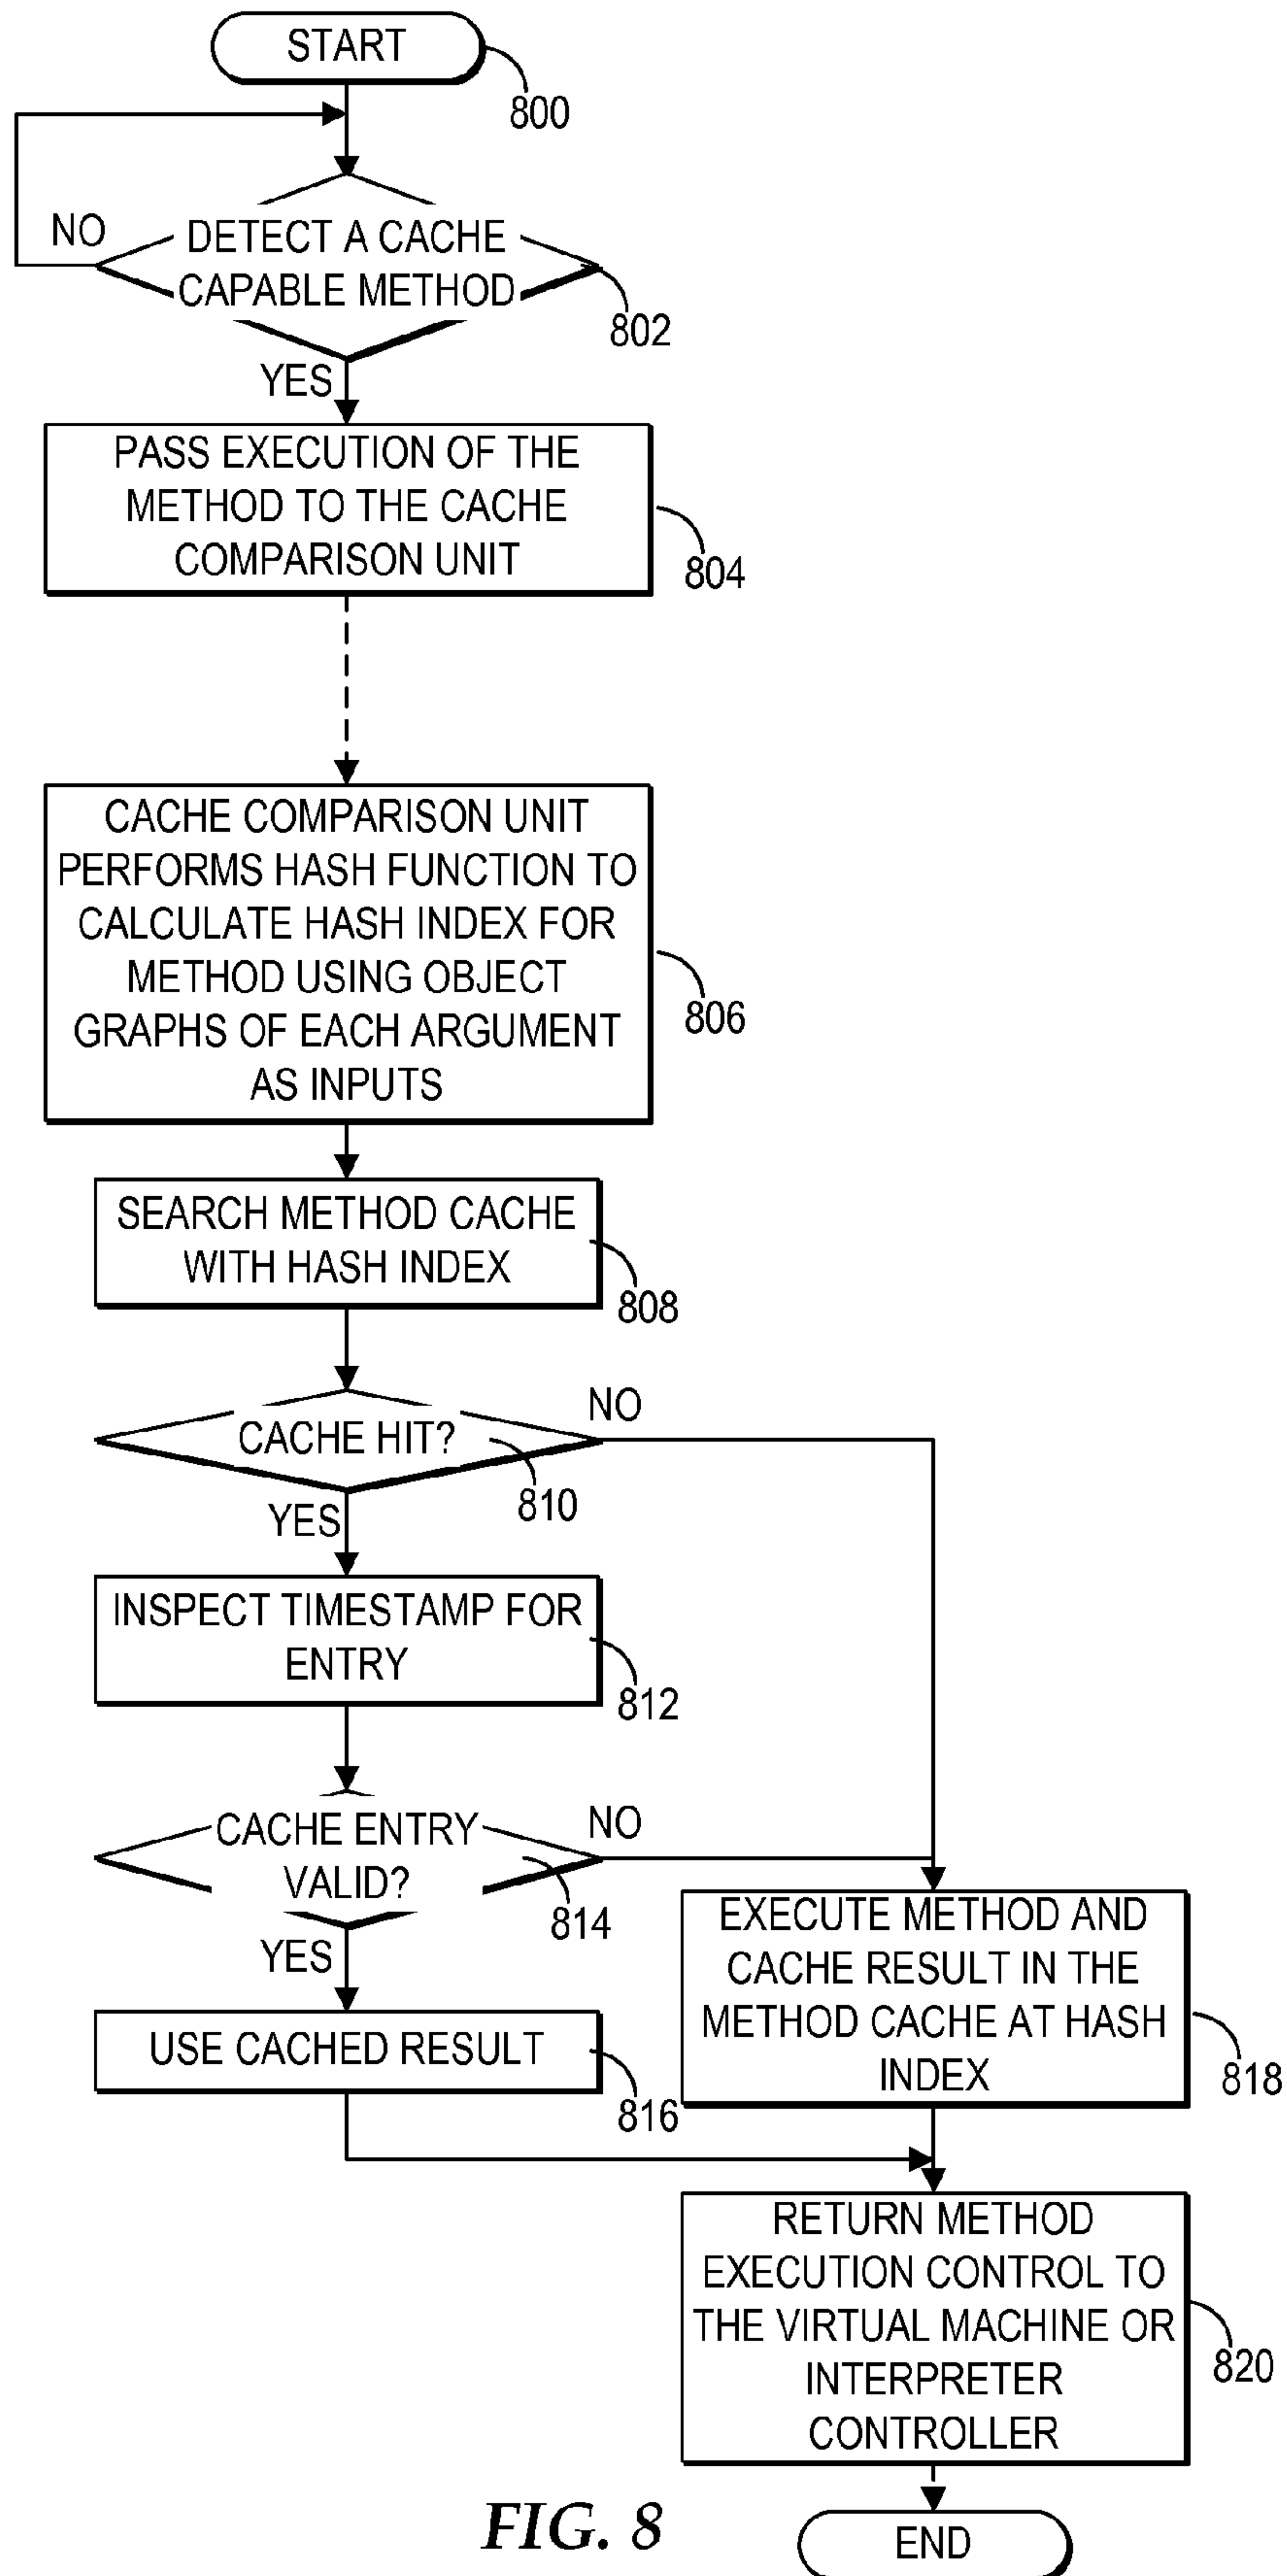 START
800
NO
DETECT A CACHE
CAPABLE METHOD
802
YES
PASS EXECUTION OF THE
METHOD TO THE CACHE
COMPARISON UNIT
804
CACHE COMPARISON UNIT
PERFORMS HASH FUNCTION TO
CALCULATE HASH INDEX FOR
METHOD USING OBJECT
GRAPHS OF EACH ARGUMENT
AS INPUTS
806
SEARCH METHOD CACHE
WITH HASH INDEX
808
CACHE HIT?
NO
810
YES
INSPECT TIMESTAMP FOR
ENTRY
812
CACHE ENTRY
VALID?
NO
814
YES
USE CACHED RESULT
816
EXECUTE METHOD AND
CACHE RESULT IN THE
METHOD CACHE AT HASH
INDEX
818
RETURN METHOD
EXECUTION CONTROL TO
THE VIRTUAL MACHINE OR
INTERPRETER
CONTROLLER
820
END
FIG. 8